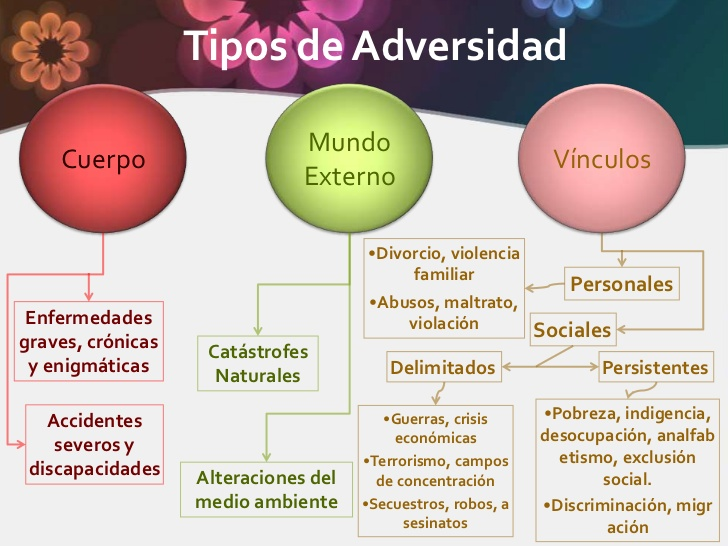 Tipos de Adversidad
Cuerpo
Mundo
Externo
Vínculos
Enfermedades
graves, crónicas
y enigmáticas
Accidentes
severos y
discapacidades
Catástrofes
Naturales
Alteraciones del
medio ambiente
•Divorcio, violencia
familiar
•Abusos, maltrato,
violación
Personales
Sociales
Delimitados
Persistentes
•Guerras, crisis
económicas
•Terrorismo, campos
de concentración
•Secuestros, robos, a
sesinatos
•Pobreza, indigencia,
desocupación, analfab
etismo, exclusión
social.
•Discriminación, migr
ación